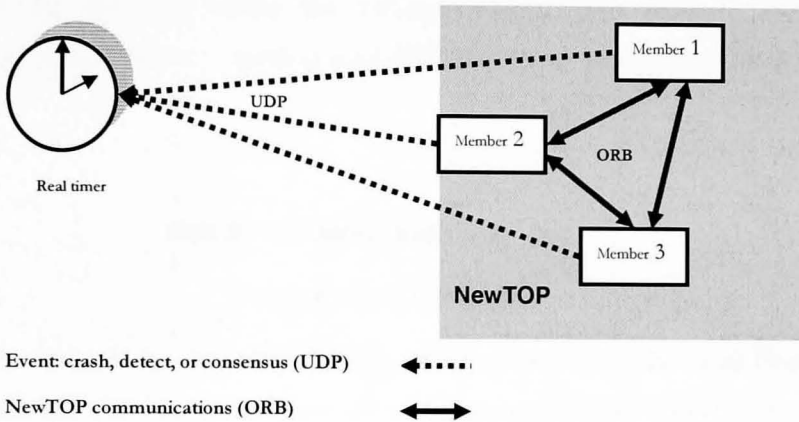 Member 1
UDP
Member 2
ORB
Real timer
Member 3
NewTOP
Event: crash, detect, or consensus (UDP)
NewTOP communications (ORB)